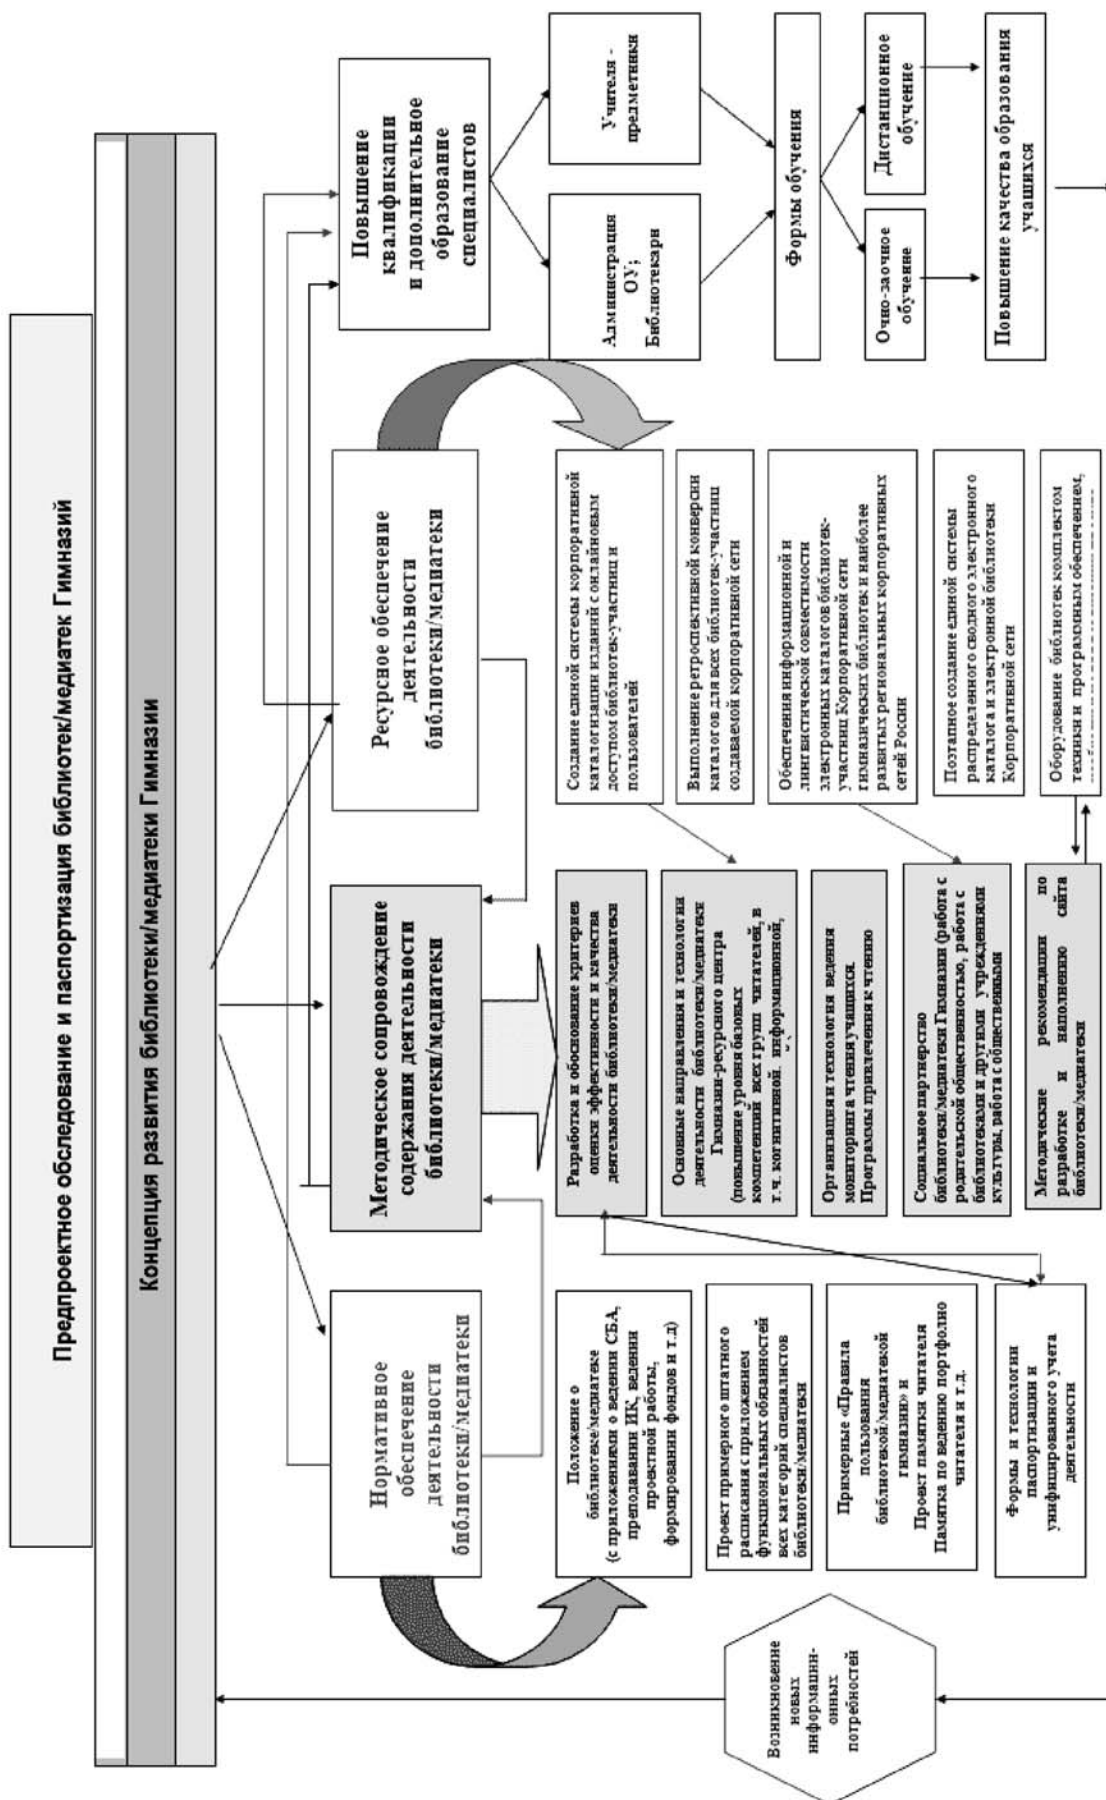 Предпроектное обследование и паспортизация библиотек/медиатек Гимназий
Концепция развития библиотеки/медиатеки Гимназии
Нормативное
обеспечение
деятельности
библиотеки/медиатеки
Методическое сопровождение
содержания деятельности
библиотеки/медиатеки
Ресурсное обеспечение
деятельности
библиотеки/медиатеки
Повышение
квалификации
и дополнительное
образование
специалистов
Положение о
библиотеке/медиатеке
(с приложениями о ведении СБА,
преподавании ИК, ведении
проектной работы,
формировании фондов и т.д)
Проект примерного штатного
расписания с приложением
функциональных обязанностей
всех категорий специалистов
библиотеки/медиатеки
Примерные «Правила
пользования
библиотекой/медиатекой
гимназии» и
Проект памятки читателя
Памятка по ведению портфолио
читателя и т.д.
Формы и технологии
паспортизации и
унифицированного учета
деятельности
Разработка и обоснование критериев
оценки эффективности и качества
деятельности библиотеки/медиатеки
Основные направления и технологии
деятельности библиотеки/медиатеки
Гимназии-ресурсного центра
(повышение уровня базовых
компетенций всех групп читателей, в
т.ч. когнитивной, информационной,
Организация и технология ведения
мониторинга чтения учащихся.
Программы привлечения к чтению
Социальное партнерство
библиотеки/медиатеки Гимназии (работа с
родительской общественностью, работа с
библиотеками и другими учреждениями
культуры, работа с общественными
Методические рекомендации по
разработке и наполнению сайта
библиотеки/медиатеки
Создание единой системы корпоративной
каталогизации изданий с онлайновым
доступом библиотек-участниц и
пользователей
Выполнение ретроспективной конверсии
каталогов для всех библиотек-участниц
создаваемой корпоративной сети
Обеспечения информационной и
лингвистической совместимости
электронных каталогов библиотек-
участниц Корпоративной сети
гимназических библиотек и наиболее
развитых региональных корпоративных
сетей России
Поэтапное создание единой системы
распределенного сводного электронного
каталога и электронной библиотеки
Корпоративной сети
Оборудование библиотек комплектом
техники и программным обеспечением,
Администрация
ОУ;
Библиотекари
Учителя -
предметники
Формы обучения
Очно-заочное
обучение
Дистанционное
обучение
Повышение качества образования
учащихся
Возникновение
новых
информаци-
онных
потребностей